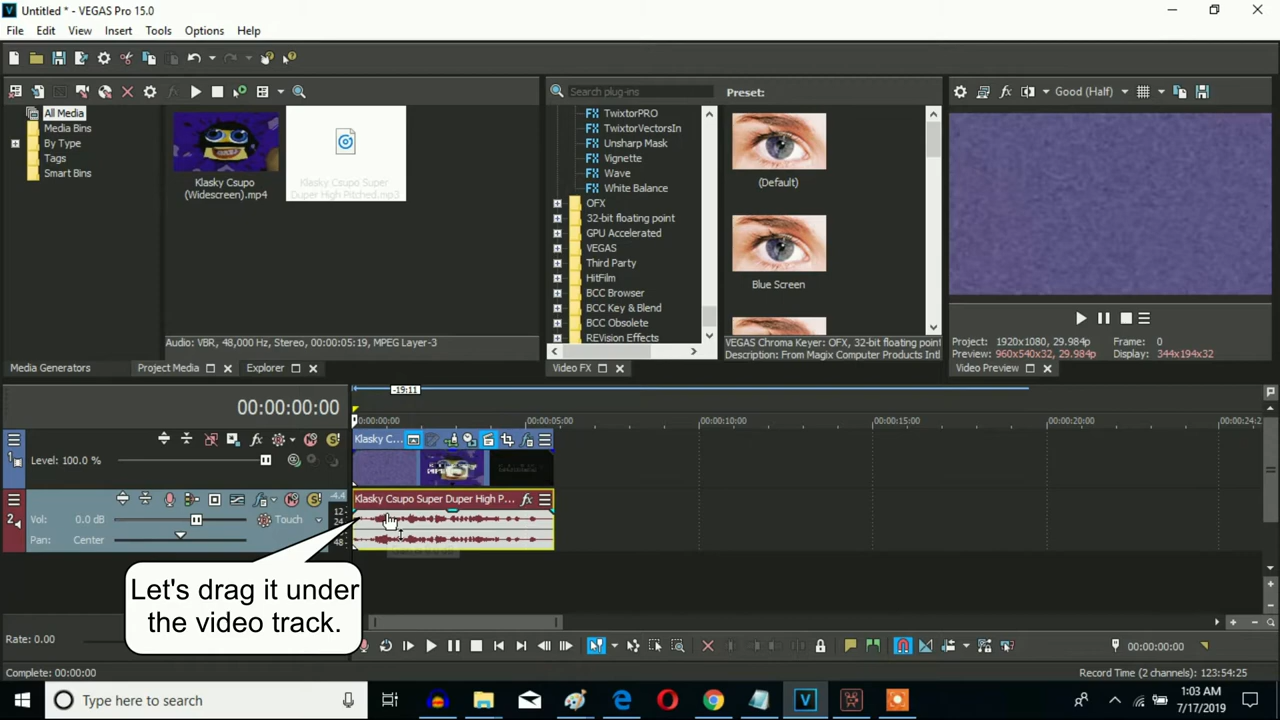 Untitled * - VEGAS Pro 15.0
File Edit View Insert Tools Options Help
Search plug-ins
Preset:
Good (Half)
All Media
Media Bins
By Type
Tags
Smart Bins
Klasky Csupo
(Widescreen).mp4
Klasky Csupo Super
Duper High Pitched.mp3
TwixtorPRO
TwixtorVectorsIn
Unsharp Mask
Vignette
Wave
White Balance
OFX
32-bit floating point
GPU Accelerated
VEGAS
Third Party
HitFilm
BCC Browser
BCC Key & Blend
BCC Obsolete
REVision Effects
(Default)
Blue Screen
Audio: VBR, 48,000 Hz, Stereo, 00:00:05:19, MPEG Layer-3
VEGAS Chroma Keyer: OFX, 32-bit floating point
Description: From Magix Computer Products Intl
Project: 1920x1080, 29.984p
Preview: 960x540x32, 29.984p
Frame: 0
Display: 344x194x32
Media Generators
Project Media
Explorer
Video FX
Video Preview
-19:11
00:00:00:00
00:00:00:00
00:00:05:00
00:00:10:00
00:00:15:00
00:00:20:00
00:00:24:2
1
Level: 100.0 %
Klasky C...
2
Vol: 0.0 dB
Touch
Pan: Center
-4.4
12
24
48
Klasky Csupo Super Duper High P...
Let's drag it under
the video track.
Rate: 0.00
00:00:00:00
Complete: 00:00:00
Record Time (2 channels): 123:54:25
Type here to search
1:03 AM
7/17/2019